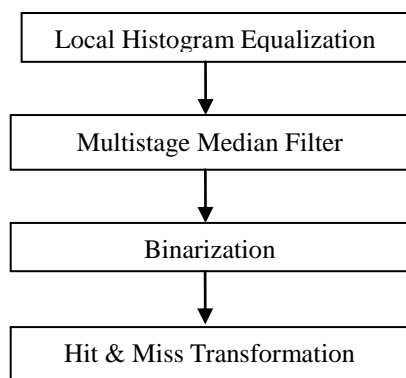 Local Histogram Equalization
Multistage Median Filter
Binarization
Hit & Miss Transformation